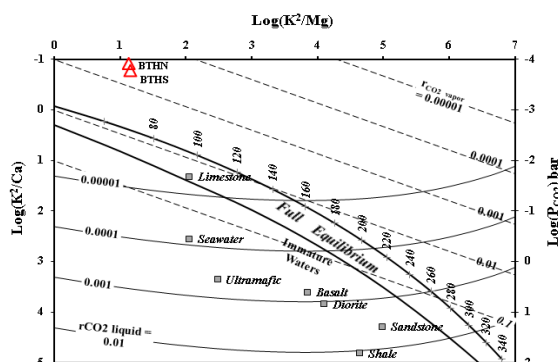 Log(K²/Mg)
0 1 2 3 4 5 6 7
-1 0 1 2 3 4 5
Log(K²/Ca)
-4 -3 -2 -1 0 1 2
Log(P_CO2) bar
BTHN
BTHS
r_CO2 vapor
= 0.00001
0.0001
0.001
0.01
0.1
80 100 120 140 160 180 200 220 240 260 280 300 320 340
Limestone
0.00001
Full Equilibrium
Seawater
0.0001
Immature
Waters
Ultramafic
0.001
Basalt
Diorite
rCO2 liquid =
0.01
Sandstone
Shale